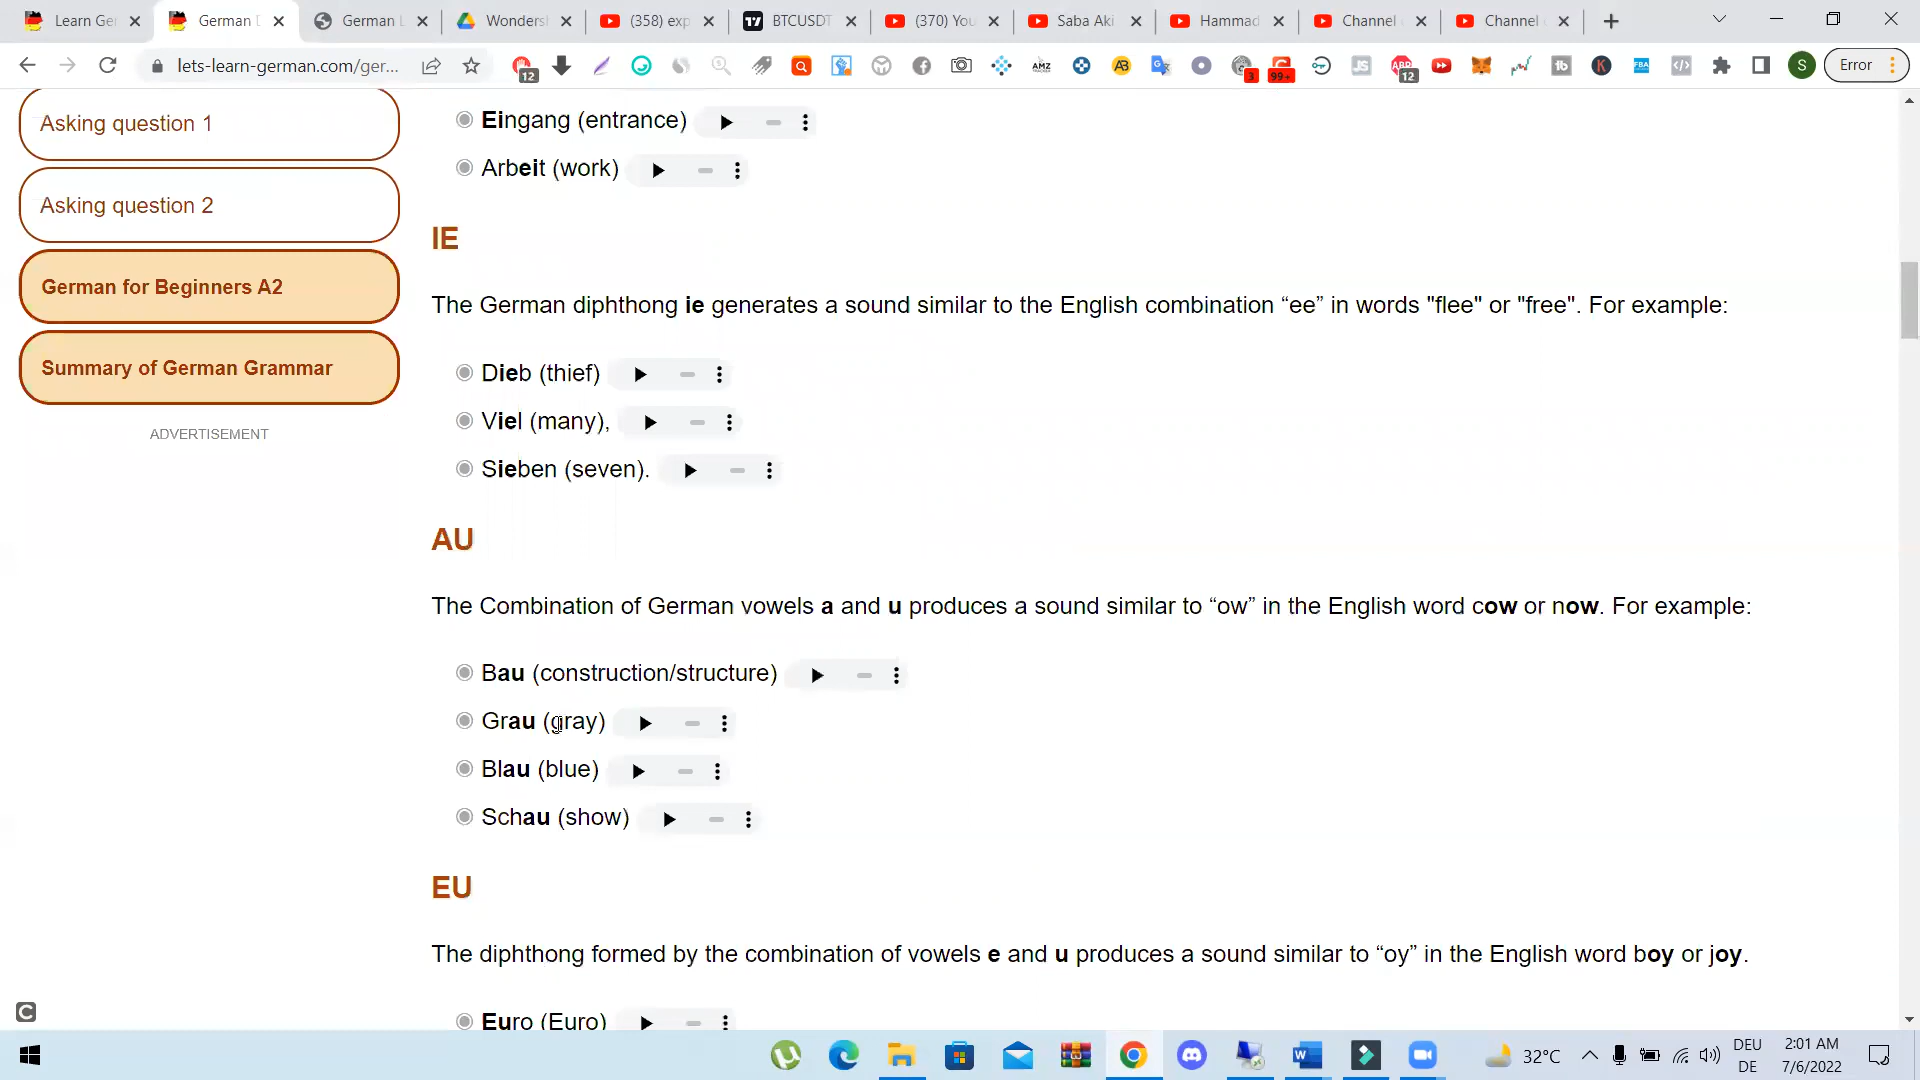 Learn Ger
German D
German L
Wondersh
(358) exp
BTCUSDT
(370) You
Saba Aki
Hammad
Channel
Channel
lets-learn-german.com/ger...
12
3
99+
12
S
Error
Asking question 1
Asking question 2
German for Beginners A2
Summary of German Grammar
ADVERTISEMENT
Eingang (entrance)
Arbeit (work)
IE
The German diphthong ie generates a sound similar to the English combination “ee” in words "flee" or "free". For example:
Dieb (thief)
Viel (many),
Sieben (seven).
AU
The Combination of German vowels a and u produces a sound similar to “ow” in the English word cow or now. For example:
Bau (construction/structure)
Grau (gray)
Blau (blue)
Schau (show)
EU
The diphthong formed by the combination of vowels e and u produces a sound similar to “oy” in the English word boy or joy.
Euro (Euro)
32°C
DEU
DE
2:01 AM
7/6/2022